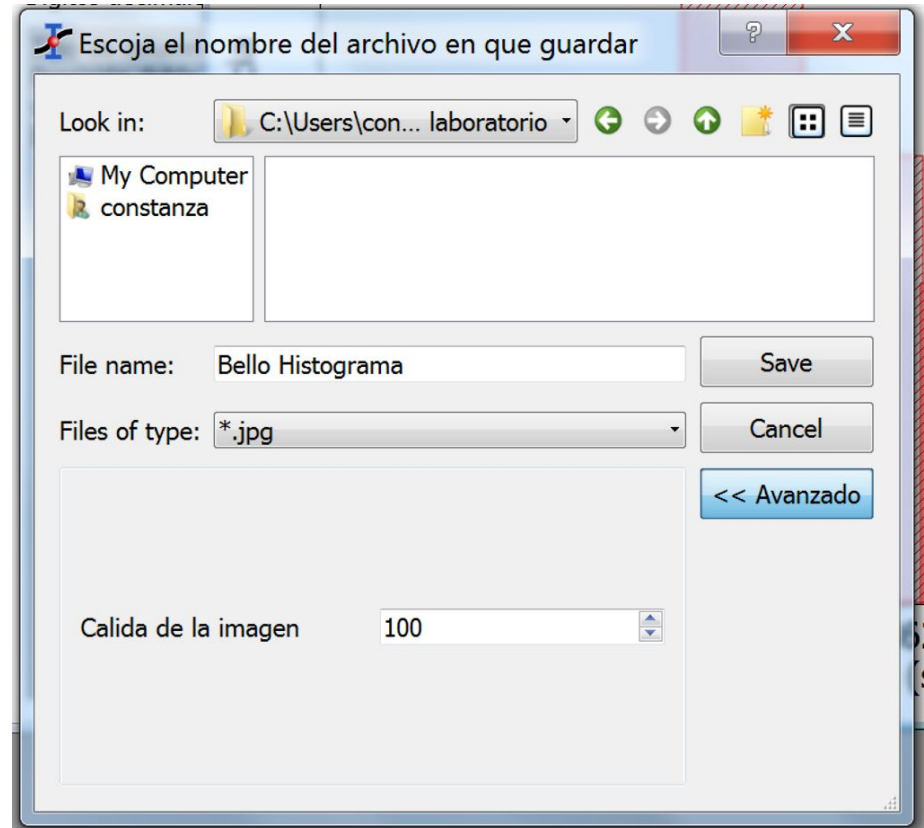 Escoja el nombre del archivo en que guardar
Look in: C:\Users\con... laboratorio
My Computer
constanza
File name: Bello Histograma Save
Files of type: *.jpg Cancel
<< Avanzado
Calida de la imagen 100